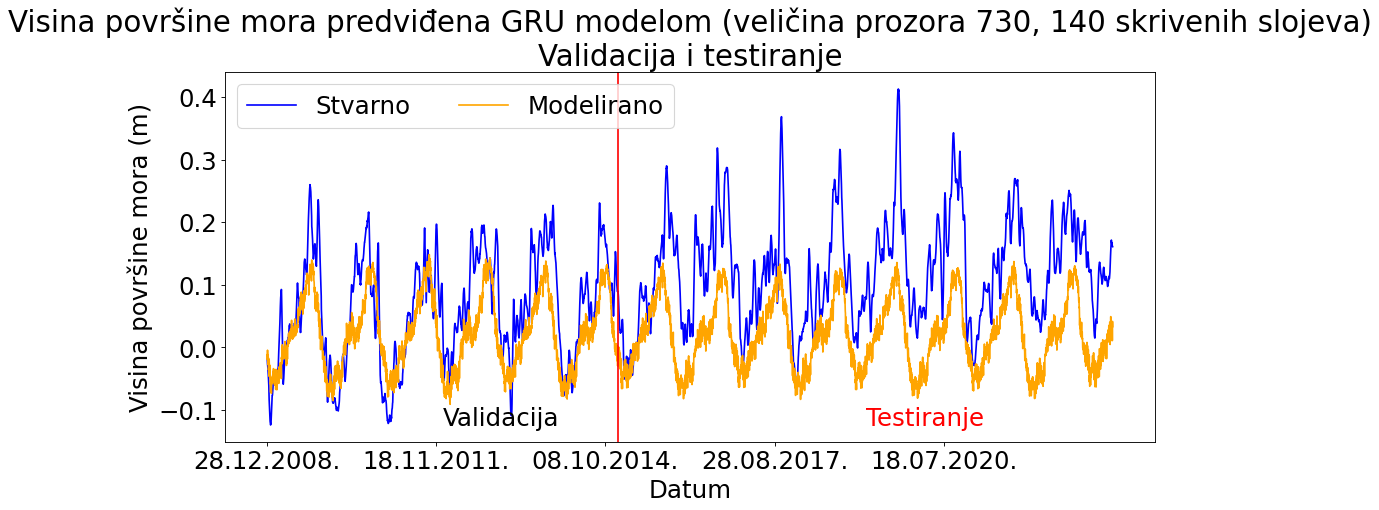 Visina površine mora predviđena GRU modelom (veličina prozora 730, 140 skrivenih slojeva)
Validacija i testiranje
Stvarno
Modelirano
Visina površine mora (m)
0.4
0.3
0.2
0.1
0.0
−0.1
Validacija
Testiranje
28.12.2008.
18.11.2011.
08.10.2014.
28.08.2017.
18.07.2020.
Datum